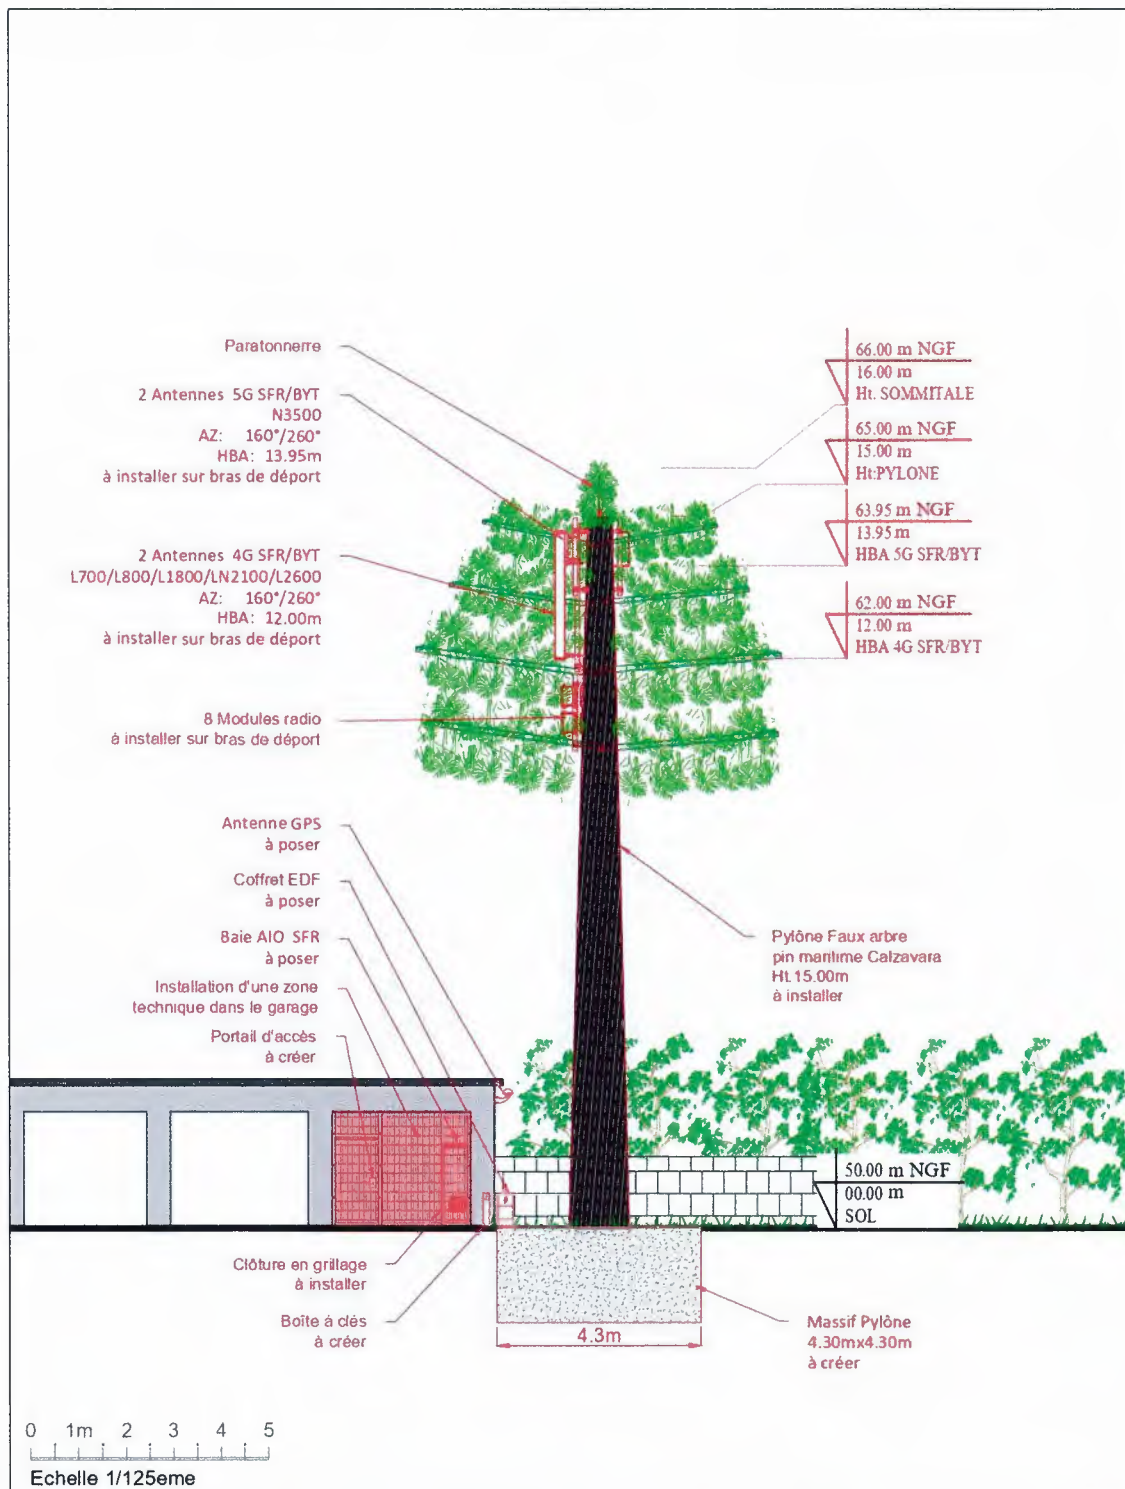 Paratonnerre
2 Antennes 5G SFR/BYT
N3500
AZ: 160°/260°
HBA: 13.95m
à installer sur bras de déport
2 Antennes 4G SFR/BYT
L700/L800/L1800/LN2100/L2600
AZ: 160°/260°
HBA: 12.00m
à installer sur bras de déport
8 Modules radio
à installer sur bras de déport
Antenne GPS
à poser
Coffret EDF
à poser
Baie AIO SFR
à poser
Installation d'une zone
technique dans le garage
Portail d'accès
à créer
66.00 m NGF
16.00 m
Ht. SOMMITALE
65.00 m NGF
15.00 m
Ht:PYLONE
63.95 m NGF
13.95 m
HBA 5G SFR/BYT
62.00 m NGF
12.00 m
HBA 4G SFR/BYT
Pylône Faux arbre
pin maritime Calzavara
Ht.15.00m
à installer
50.00 m NGF
00.00 m
SOL
Clôture en grillage
à installer
Boîte à clés
à créer
4.3m
Massif Pylône
4.30mx4.30m
à créer
0 1m 2 3 4 5
Echelle 1/125eme